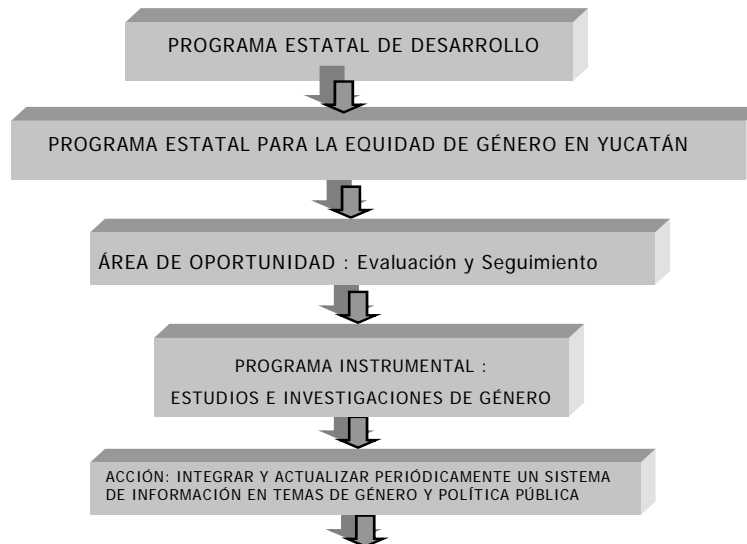 PROGRAMA ESTATAL DE DESARROLLO
PROGRAMA ESTATAL PARA LA EQUIDAD DE GÉNERO EN YUCATÁN
ÁREA DE OPORTUNIDAD : Evaluación y Seguimiento
PROGRAMA INSTRUMENTAL :
ESTUDIOS E INVESTIGACIONES DE GÉNERO
ACCIÓN: INTEGRAR Y ACTUALIZAR PERIÓDICAMENTE UN SISTEMA
DE INFORMACIÓN EN TEMAS DE GÉNERO Y POLÍTICA PÚBLICA